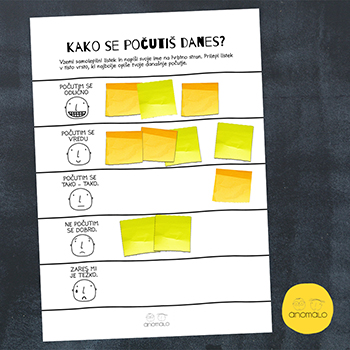 KAKO SE POČUTIŠ DANES?
Vzemi samolepilni listek in napiši svoje ime na hrbtno stran. Prilepi listek
v tisto vrsto, ki najbolje opiše tvoje današnje počutje.
POČUTIM SE
ODLIČNO
POČUTIM SE
VREDU
POČUTIM SE
TAKO - TAKO.
NE POČUTIM
SE DOBRO.
ZARES MI
JE TEŽKO.
anomalo
anomalo